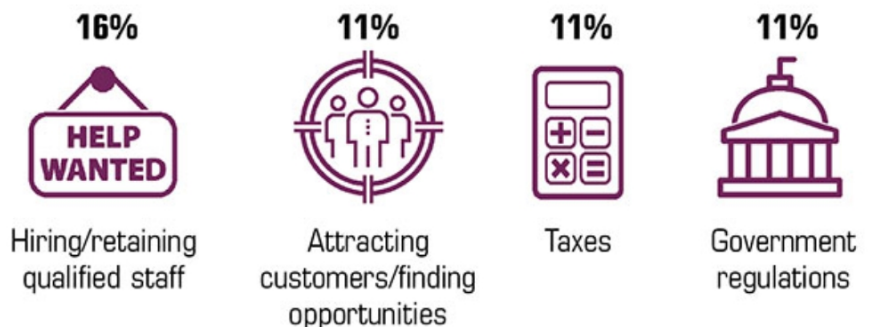 16%
11%
11%
11%
HELP
WANTED
Hiring/retaining
qualified staff
Attracting
customers/finding
opportunities
Taxes
Government
regulations